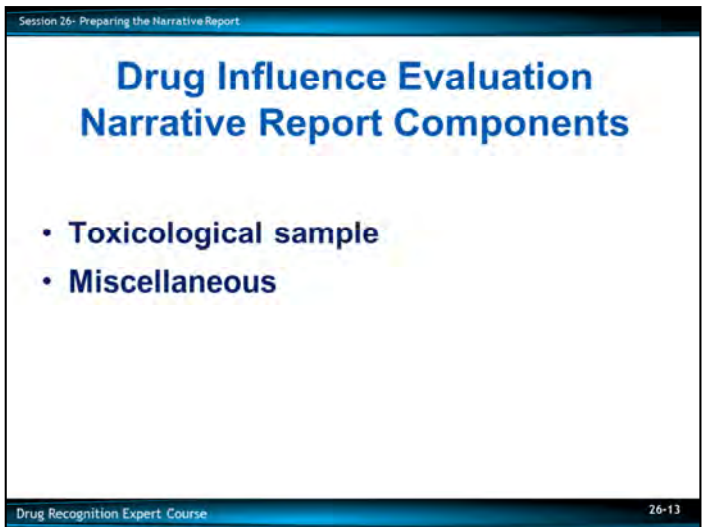 Session 26- Preparing the Narrative Report
Drug Influence Evaluation
Narrative Report Components
• Toxicological sample
• Miscellaneous
Drug Recognition Expert Course
26-13